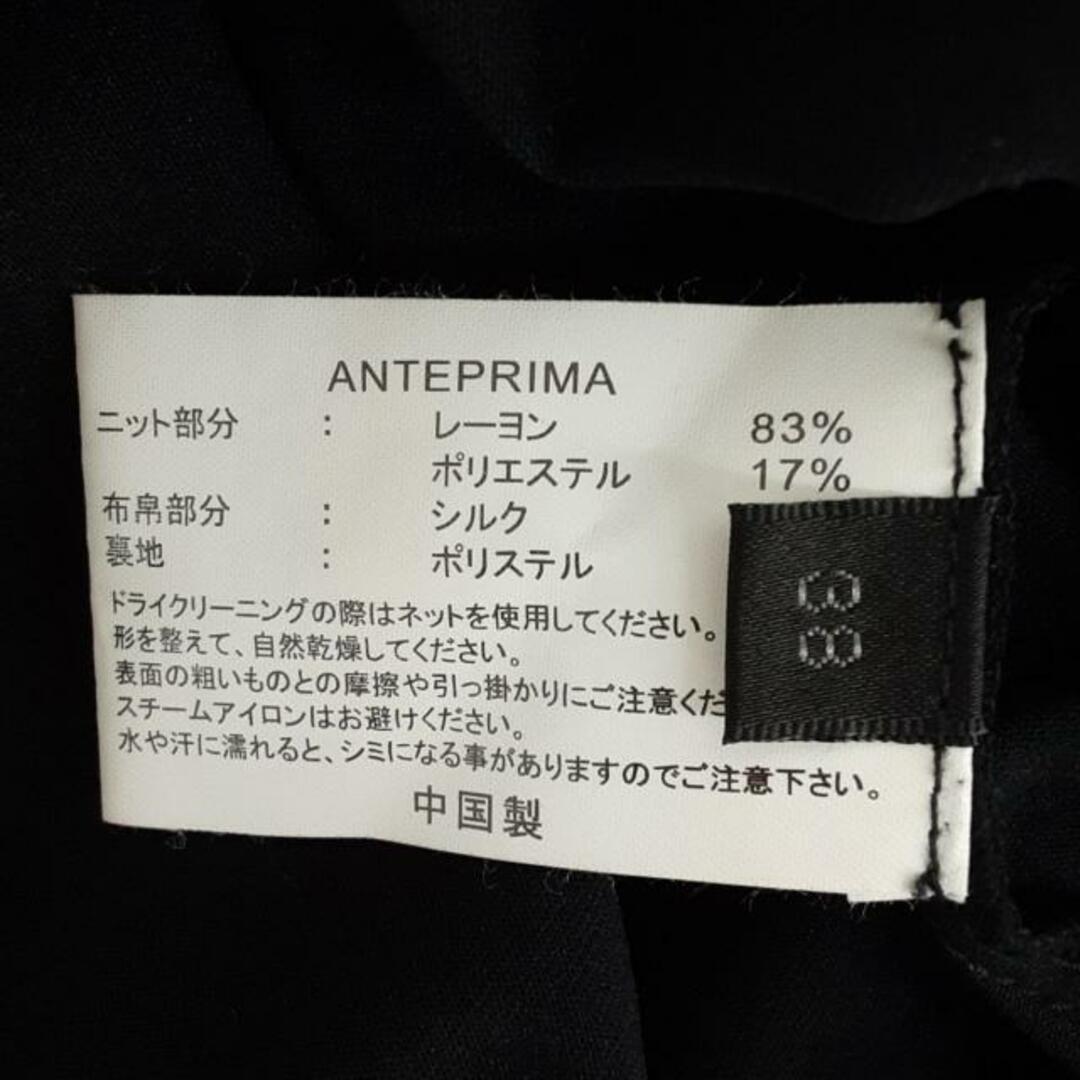 ANTEPRIMA
ニット部分 : レーヨン 83%
ポリエステル 17%
布帛部分 : シルク
裏地 : ポリステル
ドライクリーニングの際はネットを使用してください。
形を整えて、自然乾燥してください。
表面の粗いものとの摩擦や引っ掛かりにご注意くだ
スチームアイロンはお避けください。
水や汗に濡れると、シミになる事がありますのでご注意下さい。
中国製
38